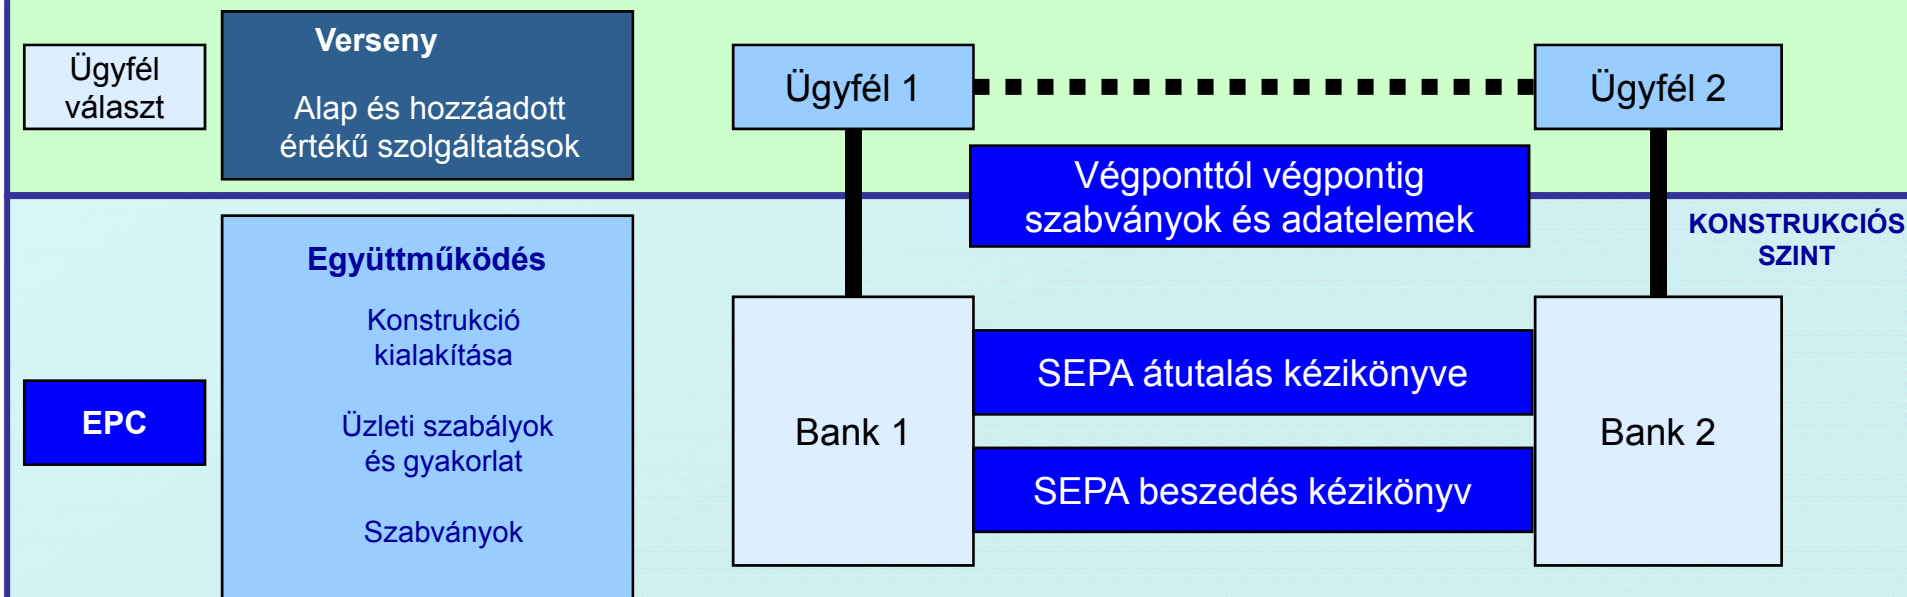 Ügyfél
választ
Verseny
Alap és hozzáadott
értékű szolgáltatások
Ügyfél 1
Ügyfél 2
Végponttól végpontig
szabványok és adatelemek
KONSTRUKCIÓS
SZINT
EPC
Együttműködés
Konstrukció
kialakítása
Üzleti szabályok
és gyakorlat
Szabványok
Bank 1
SEPA átutalás kézikönyve
SEPA beszedés kézikönyv
Bank 2